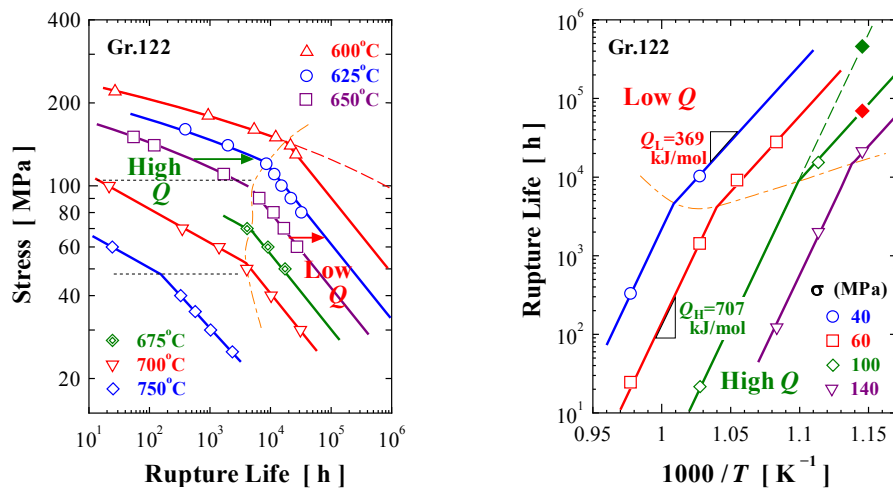 Gr.122
600°C
625°C
650°C
High
Q
Low
Q
675°C
700°C
750°C
400
200
100
80
60
40
20
Stress [ MPa ]
10^1 10^2 10^3 10^4 10^5 10^6
Rupture Life [ h ]
Gr.122
Low Q
Q_L=369
kJ/mol
Q_H=707
kJ/mol
High Q
σ (MPa)
40
60
100
140
10^6
10^5
10^4
10^3
10^2
10^1
Rupture Life [ h ]
0.95 1 1.05 1.1 1.15
1000 / T [ K^−1 ]